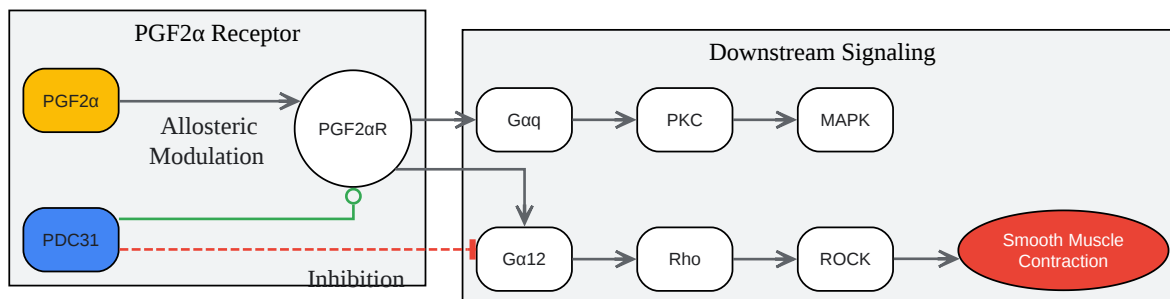 PGF2α Receptor
Downstream Signaling
PGF2α
Allosteric
Modulation
PGF2αR
Gαq
PKC
MAPK
PDC31
Inhibition
Gα12
Rho
ROCK
Smooth Muscle
Contraction